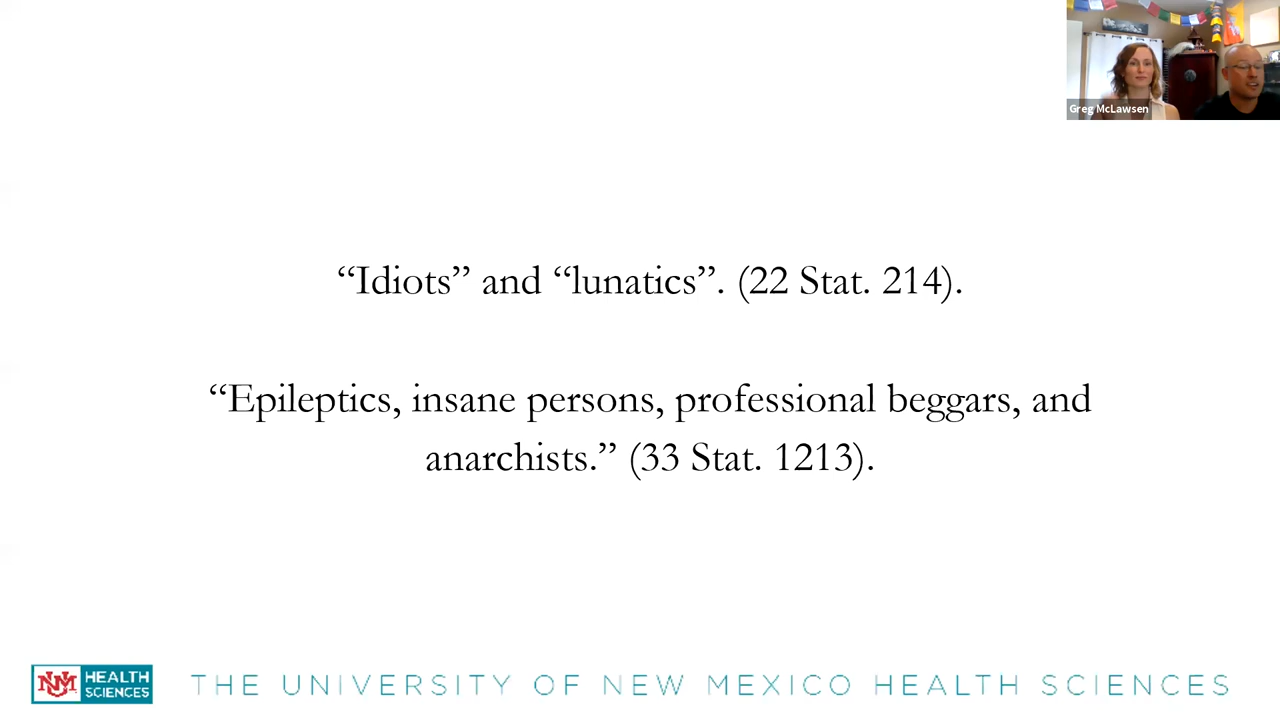 Greg McLawsen
“Idiots” and “lunatics”. (22 Stat. 214).
“Epileptics, insane persons, professional beggars, and
anarchists.” (33 Stat. 1213).
UNM HEALTH
SCIENCES
THE UNIVERSITY OF NEW MEXICO HEALTH SCIENCES